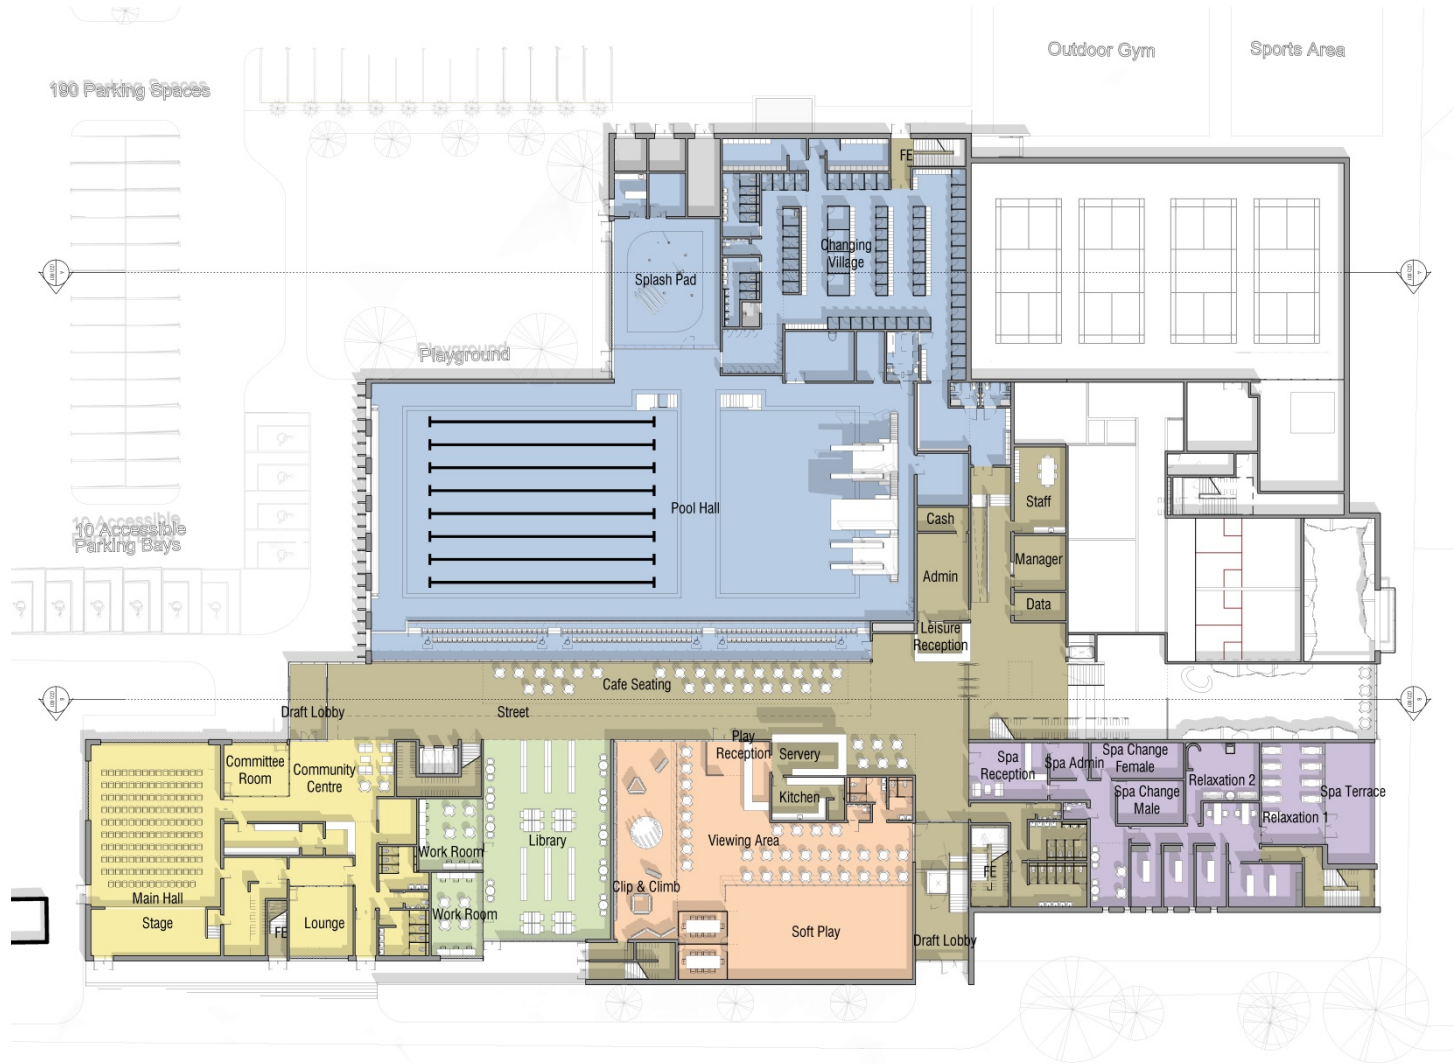 Outdoor Gym
Sports Area
190 Parking Spaces
FE
Changing
Village
Splash Pad
Playground
Pool Hall
Staff
Cash
10 Accessible
Parking Bays
Manager
Admin
Data
Leisure
Reception
Cafe Seating
Draft Lobby
Street
Play
Reception
Servery
Committee
Room
Community
Centre
Spa
Reception
Spa Admin
Spa Change
Female
Relaxation 2
Kitchen
Spa Change
Male
Spa Terrace
Relaxation 1
Work Room
Library
Viewing Area
FE
Main Hall
Clip & Climb
Stage
FE
Lounge
Work Room
Soft Play
Draft Lobby